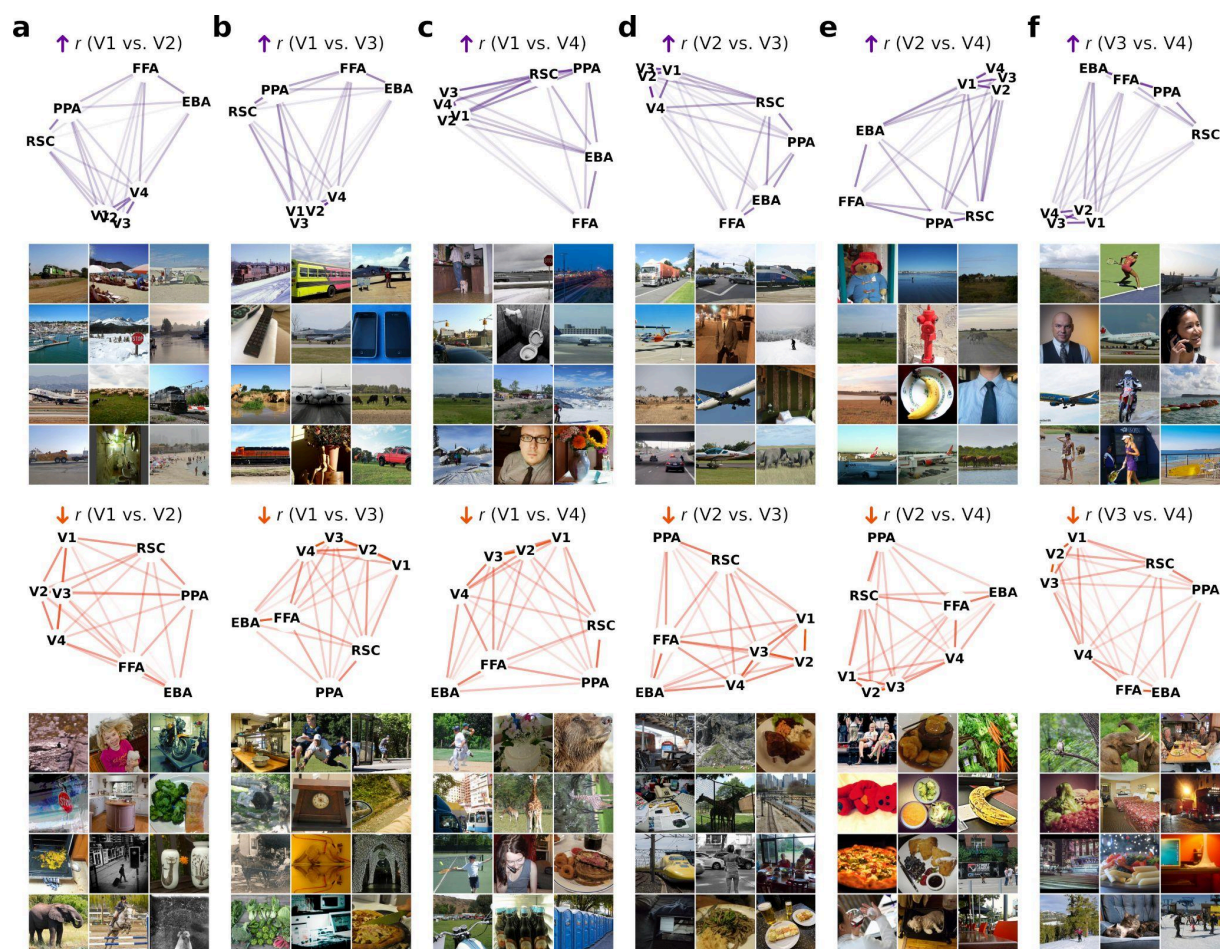 a
↑ r (V1 vs. V2)
FFA
PPA
EBA
RSC
V4
V1
V2
V3
b
↑ r (V1 vs. V3)
FFA
PPA
EBA
RSC
V4
V1 V2
V3
c
↑ r (V1 vs. V4)
PPA
RSC
V3
V4
V1
V2
EBA
FFA
d
↑ r (V2 vs. V3)
V3
V1
V2
V4
RSC
PPA
EBA
FFA
e
↑ r (V2 vs. V4)
V4
V3
V1
V2
EBA
FFA
RSC
PPA
f
↑ r (V3 vs. V4)
EBA
FFA
PPA
RSC
V4 V2
V3 V1
↓ r (V1 vs. V2)
V1
RSC
V2 V3
PPA
V4
FFA
EBA
↓ r (V1 vs. V3)
V3
V4
V2
V1
EBA
FFA
RSC
PPA
↓ r (V1 vs. V4)
V1
V2
V3
V4
RSC
FFA
PPA
EBA
↓ r (V2 vs. V3)
PPA
RSC
V1
FFA
V3
V2
V4
EBA
↓ r (V2 vs. V4)
PPA
RSC
EBA
FFA
V4
V1
V3
V2
↓ r (V3 vs. V4)
V1
V2
RSC
V3
PPA
V4
FFA
EBA